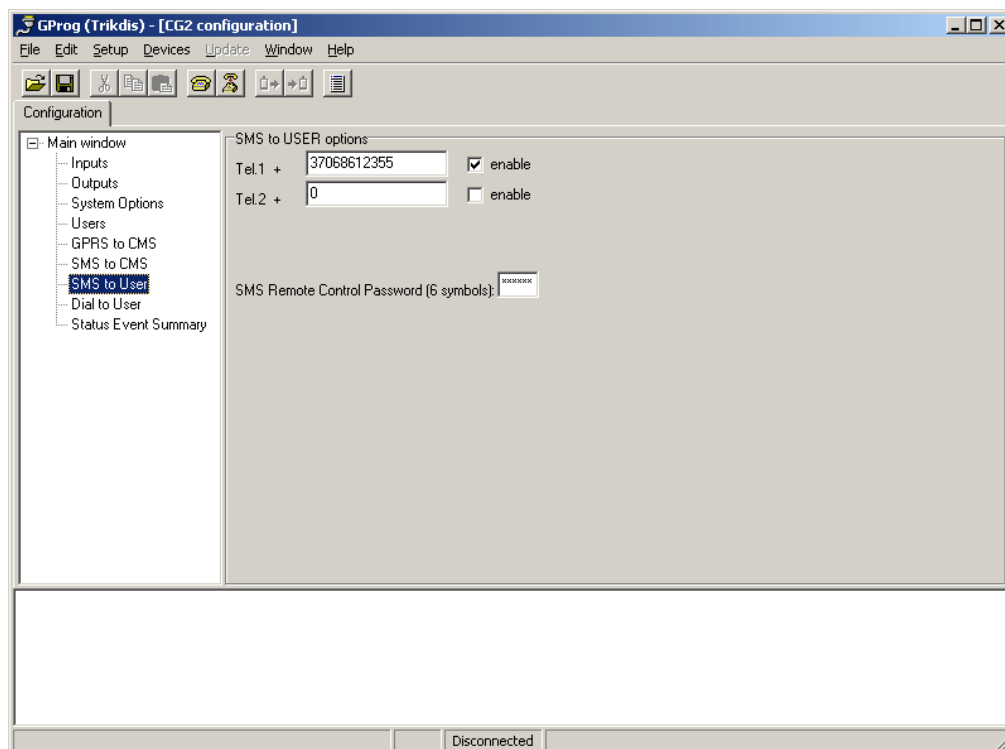 GProg (Trikdis) - [CG2 configuration]
File Edit Setup Devices Update Window Help
Configuration
Main window
Inputs
Outputs
System Options
Users
GPRS to CMS
SMS to CMS
SMS to User
Dial to User
Status Event Summary
SMS to USER options
Tel.1 + 37068612355 enable
Tel.2 + 0 enable
SMS Remote Control Password (6 symbols): ××××××
Disconnected